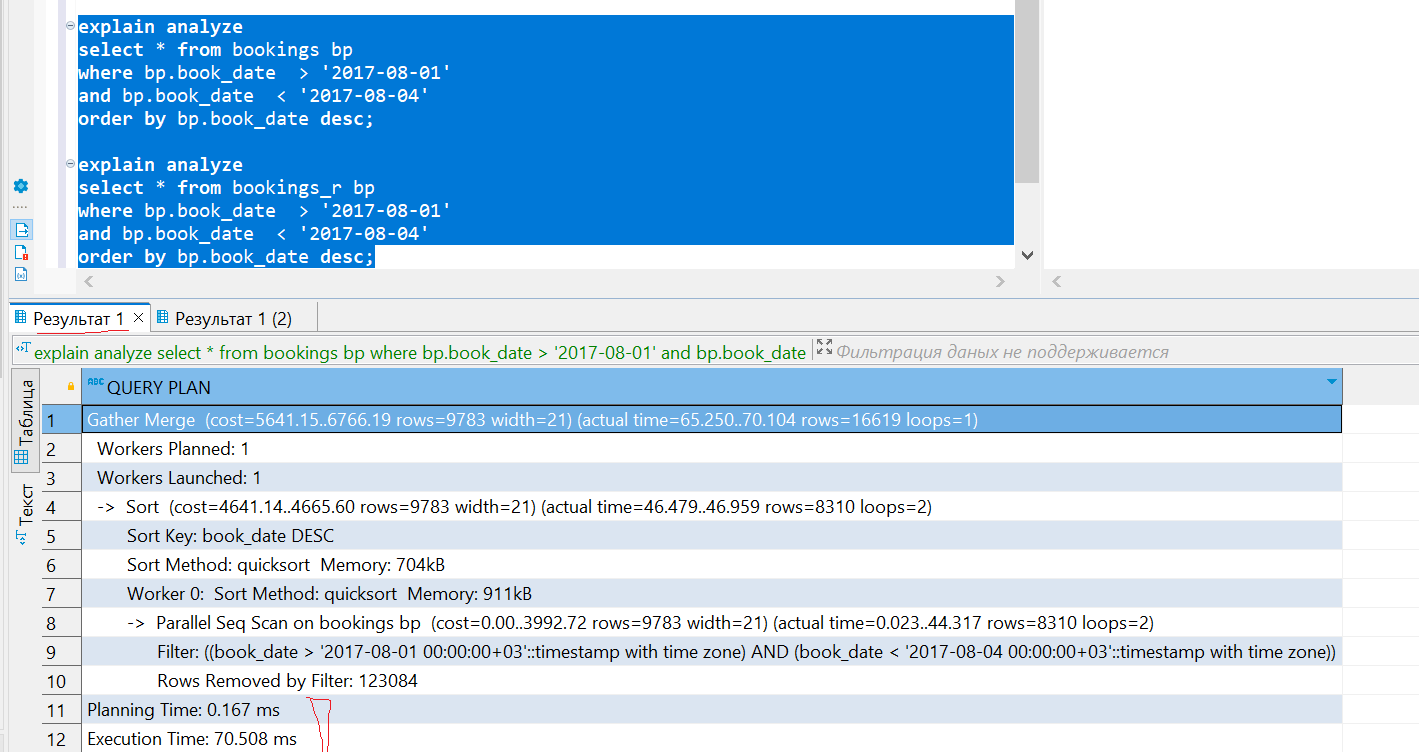 explain analyze
select * from bookings bp
where bp.book_date  > '2017-08-01'
and bp.book_date  < '2017-08-04'
order by bp.book_date desc;
explain analyze
select * from bookings_r bp
where bp.book_date  > '2017-08-01'
and bp.book_date  < '2017-08-04'
order by bp.book_date desc;
Результат 1
Результат 1 (2)
explain analyze select * from bookings bp where bp.book_date > '2017-08-01' and bp.book_date
Фильтрация даных не поддерживается
Таблица
Текст
ABC QUERY PLAN
1 Gather Merge  (cost=5641.15..6766.19 rows=9783 width=21) (actual time=65.250..70.104 rows=16619 loops=1)
2 Workers Planned: 1
3 Workers Launched: 1
4 ->  Sort  (cost=4641.14..4665.60 rows=9783 width=21) (actual time=46.479..46.959 rows=8310 loops=2)
5 Sort Key: book_date DESC
6 Sort Method: quicksort  Memory: 704kB
7 Worker 0:  Sort Method: quicksort  Memory: 911kB
8 ->  Parallel Seq Scan on bookings bp  (cost=0.00..3992.72 rows=9783 width=21) (actual time=0.023..44.317 rows=8310 loops=2)
9 Filter: ((book_date > '2017-08-01 00:00:00+03'::timestamp with time zone) AND (book_date < '2017-08-04 00:00:00+03'::timestamp with time zone))
10 Rows Removed by Filter: 123084
11 Planning Time: 0.167 ms
12 Execution Time: 70.508 ms